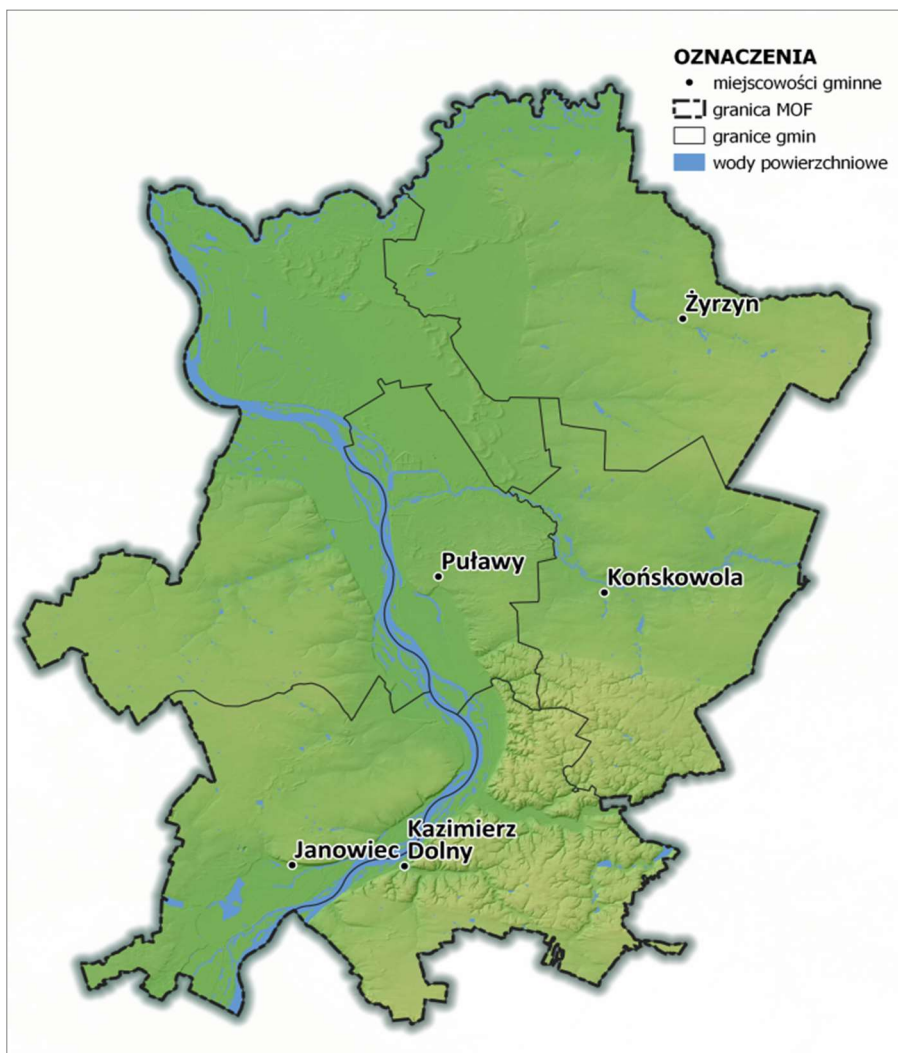 OZNACZENIA
miejscowości gminne
granica MOF
granice gmin
wody powierzchniowe
Żyrzyn
Puławy
Końskowola
Kazimierz
Dolny
Janowiec